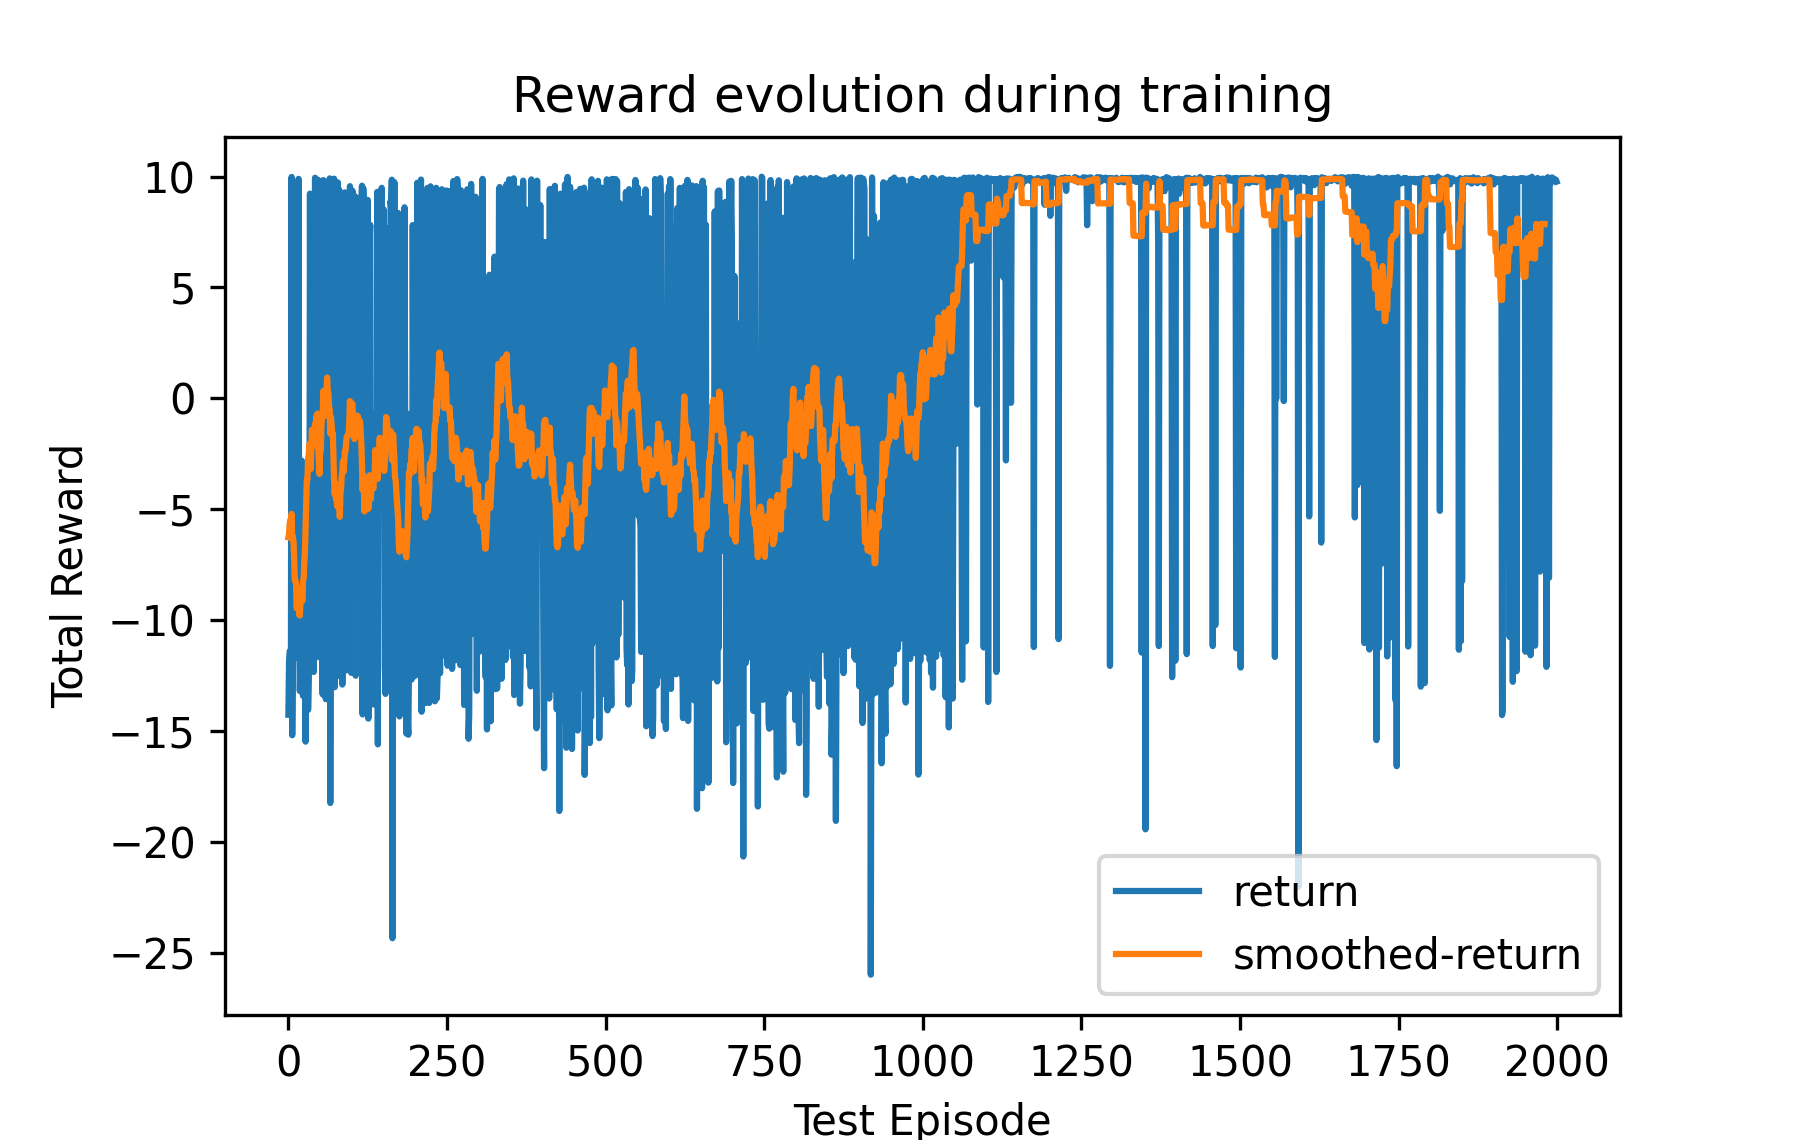 Reward evolution during training
10
5
0
−5
−10
−15
−20
−25
Total Reward
return
smoothed-return
0 250 500 750 1000 1250 1500 1750 2000
Test Episode